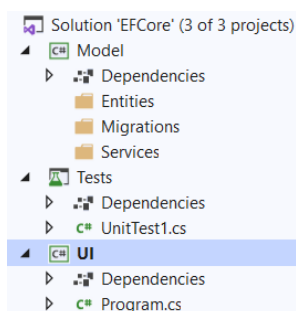 Solution 'EFCore' (3 of 3 projects)
C# Model
Dependencies
Entities
Migrations
Services
Tests
Dependencies
C# UnitTest1.cs
C# UI
Dependencies
C# Program.cs